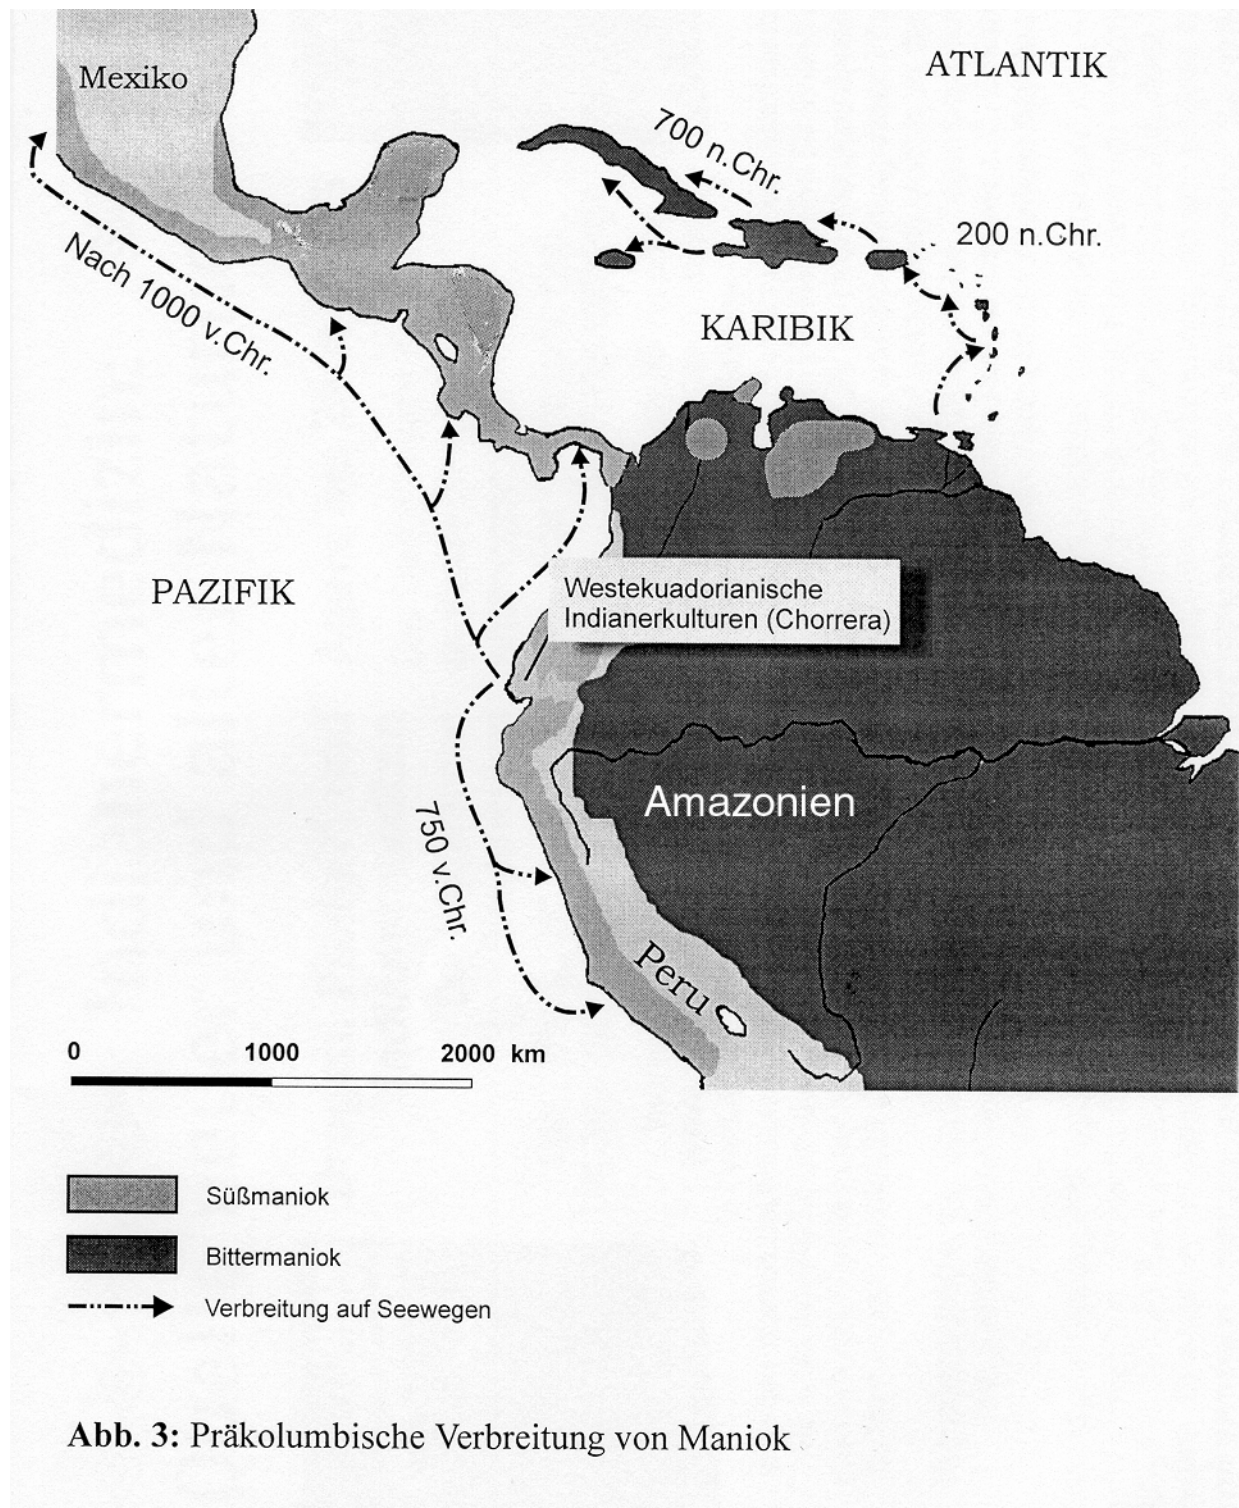 Mexiko
ATLANTIK
700 n.Chr.
200 n.Chr.
Nach 1000 v.Chr.
KARIBIK
PAZIFIK
Westekuadorianische
Indianerkulturen (Chorrera)
Amazonien
750 v.Chr.
Peru
0 1000 2000 km
Süßmaniok
Bittermaniok
Verbreitung auf Seewegen
Abb. 3: Präkolumbische Verbreitung von Maniok